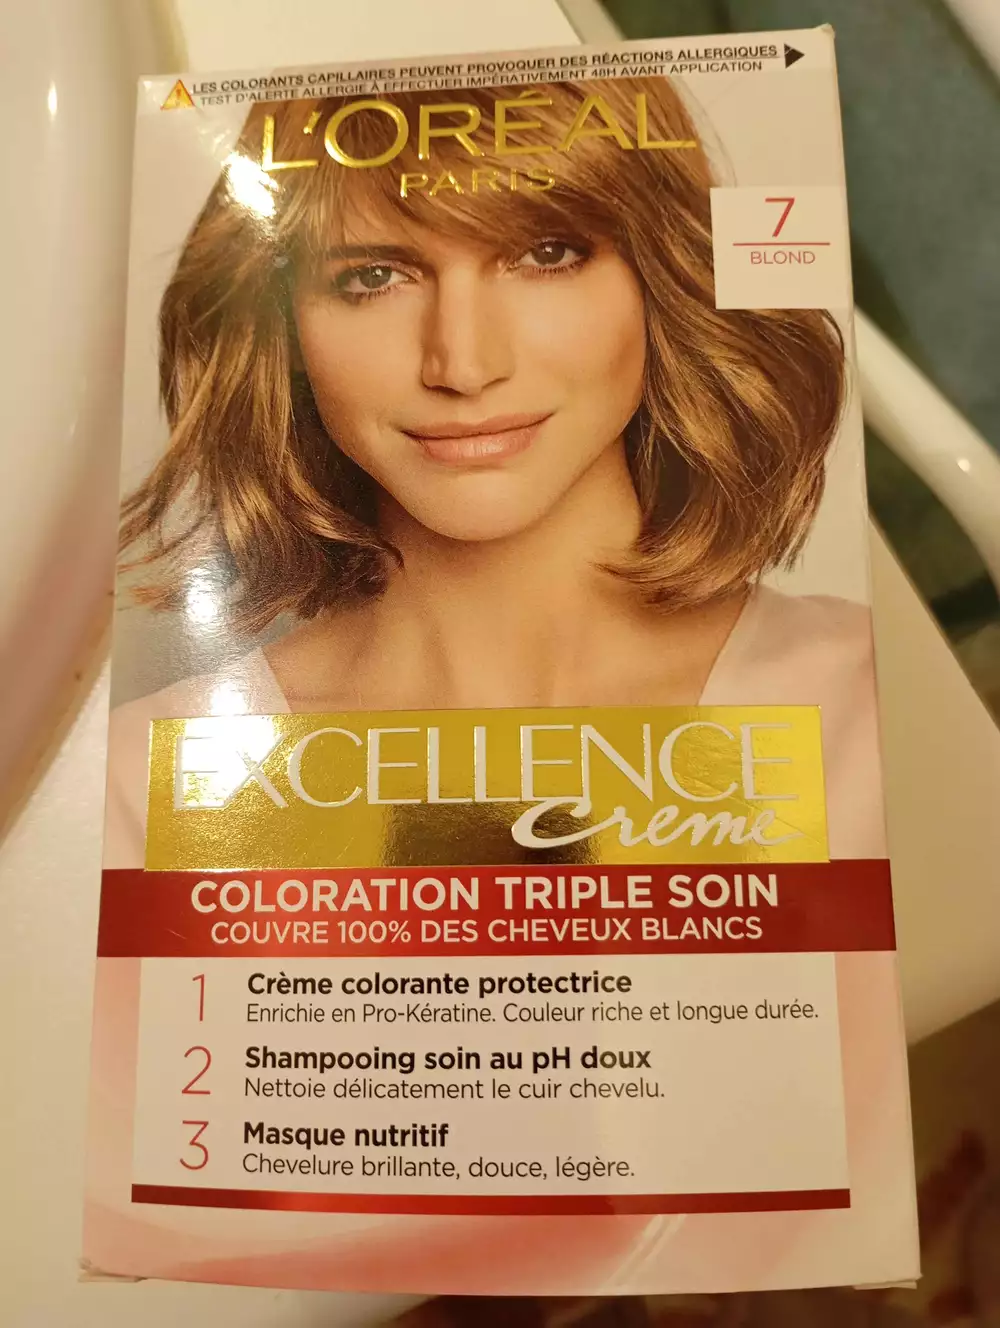 LES COLORANTS CAPILLAIRES PEUVENT PROVOQUER DES RÉACTIONS ALLERGIQUES
TEST D'ALERTE ALLERGIE À EFFECTUER IMPÉRATIVEMENT 48H AVANT APPLICATION
L'ORÉAL
PARIS
7
BLOND
EXCELLENCE
Creme
COLORATION TRIPLE SOIN
COUVRE 100% DES CHEVEUX BLANCS
1 Crème colorante protectrice
Enrichie en Pro-Kératine. Couleur riche et longue durée.
2 Shampooing soin au pH doux
Nettoie délicatement le cuir chevelu.
3 Masque nutritif
Chevelure brillante, douce, légère.